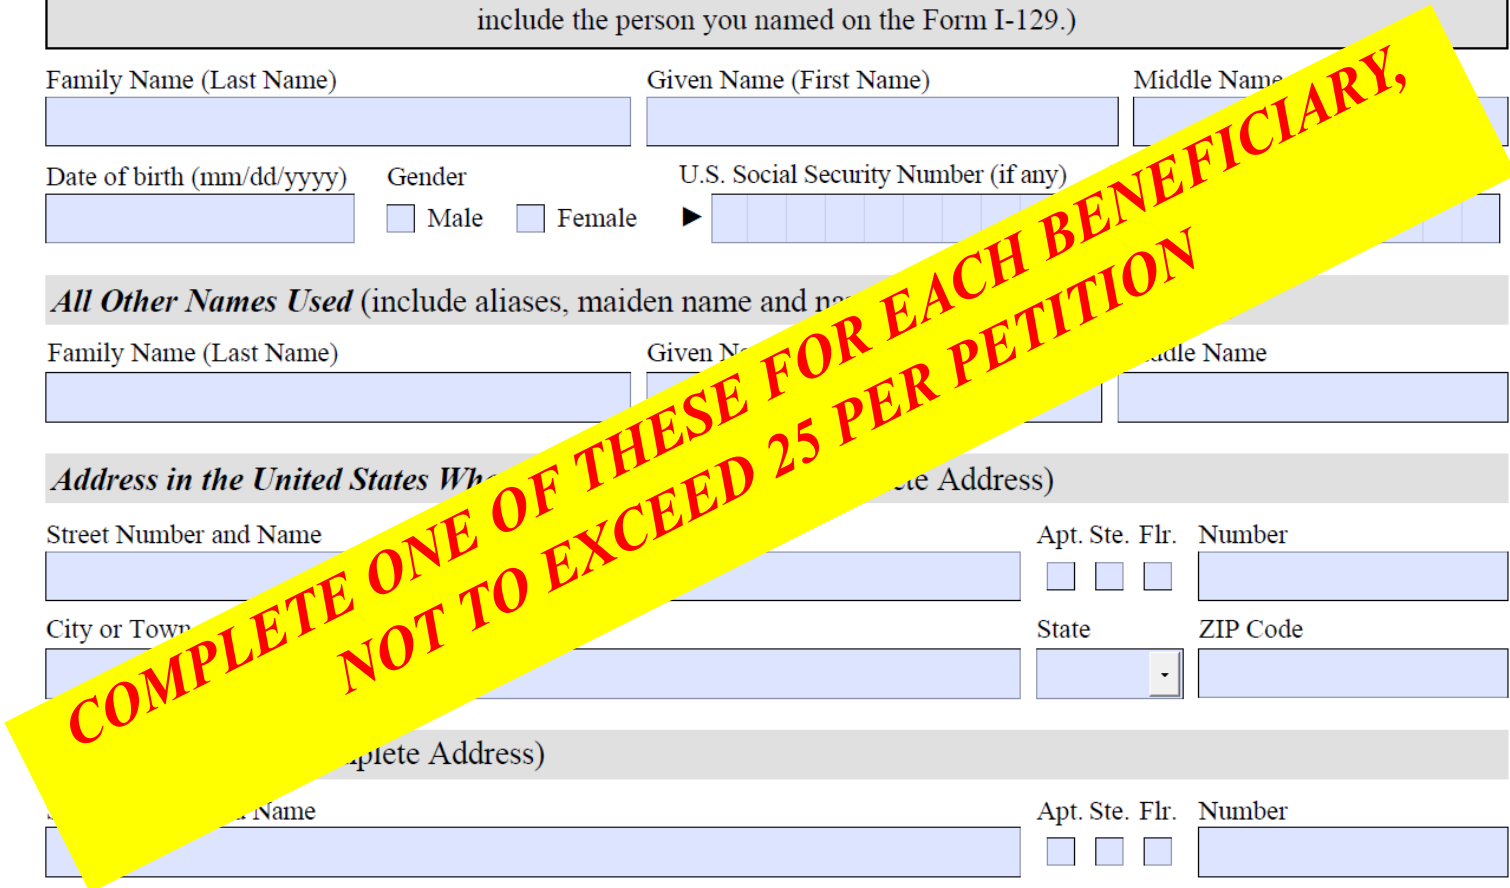 include the person you named on the Form I-129.)
Family Name (Last Name) Given Name (First Name) Middle Name
Date of birth (mm/dd/yyyy) Gender U.S. Social Security Number (if any)
Male Female
All Other Names Used (include aliases, maiden name and
Family Name (Last Name) Given Name
Address in the United States Address)
Street Number and Name Apt. Ste. Flr. Number
City or Town State ZIP Code
Address)
Name Apt. Ste. Flr. Number
COMPLETE ONE OF THESE FOR EACH BENEFICIARY,
NOT TO EXCEED 25 PER PETITION